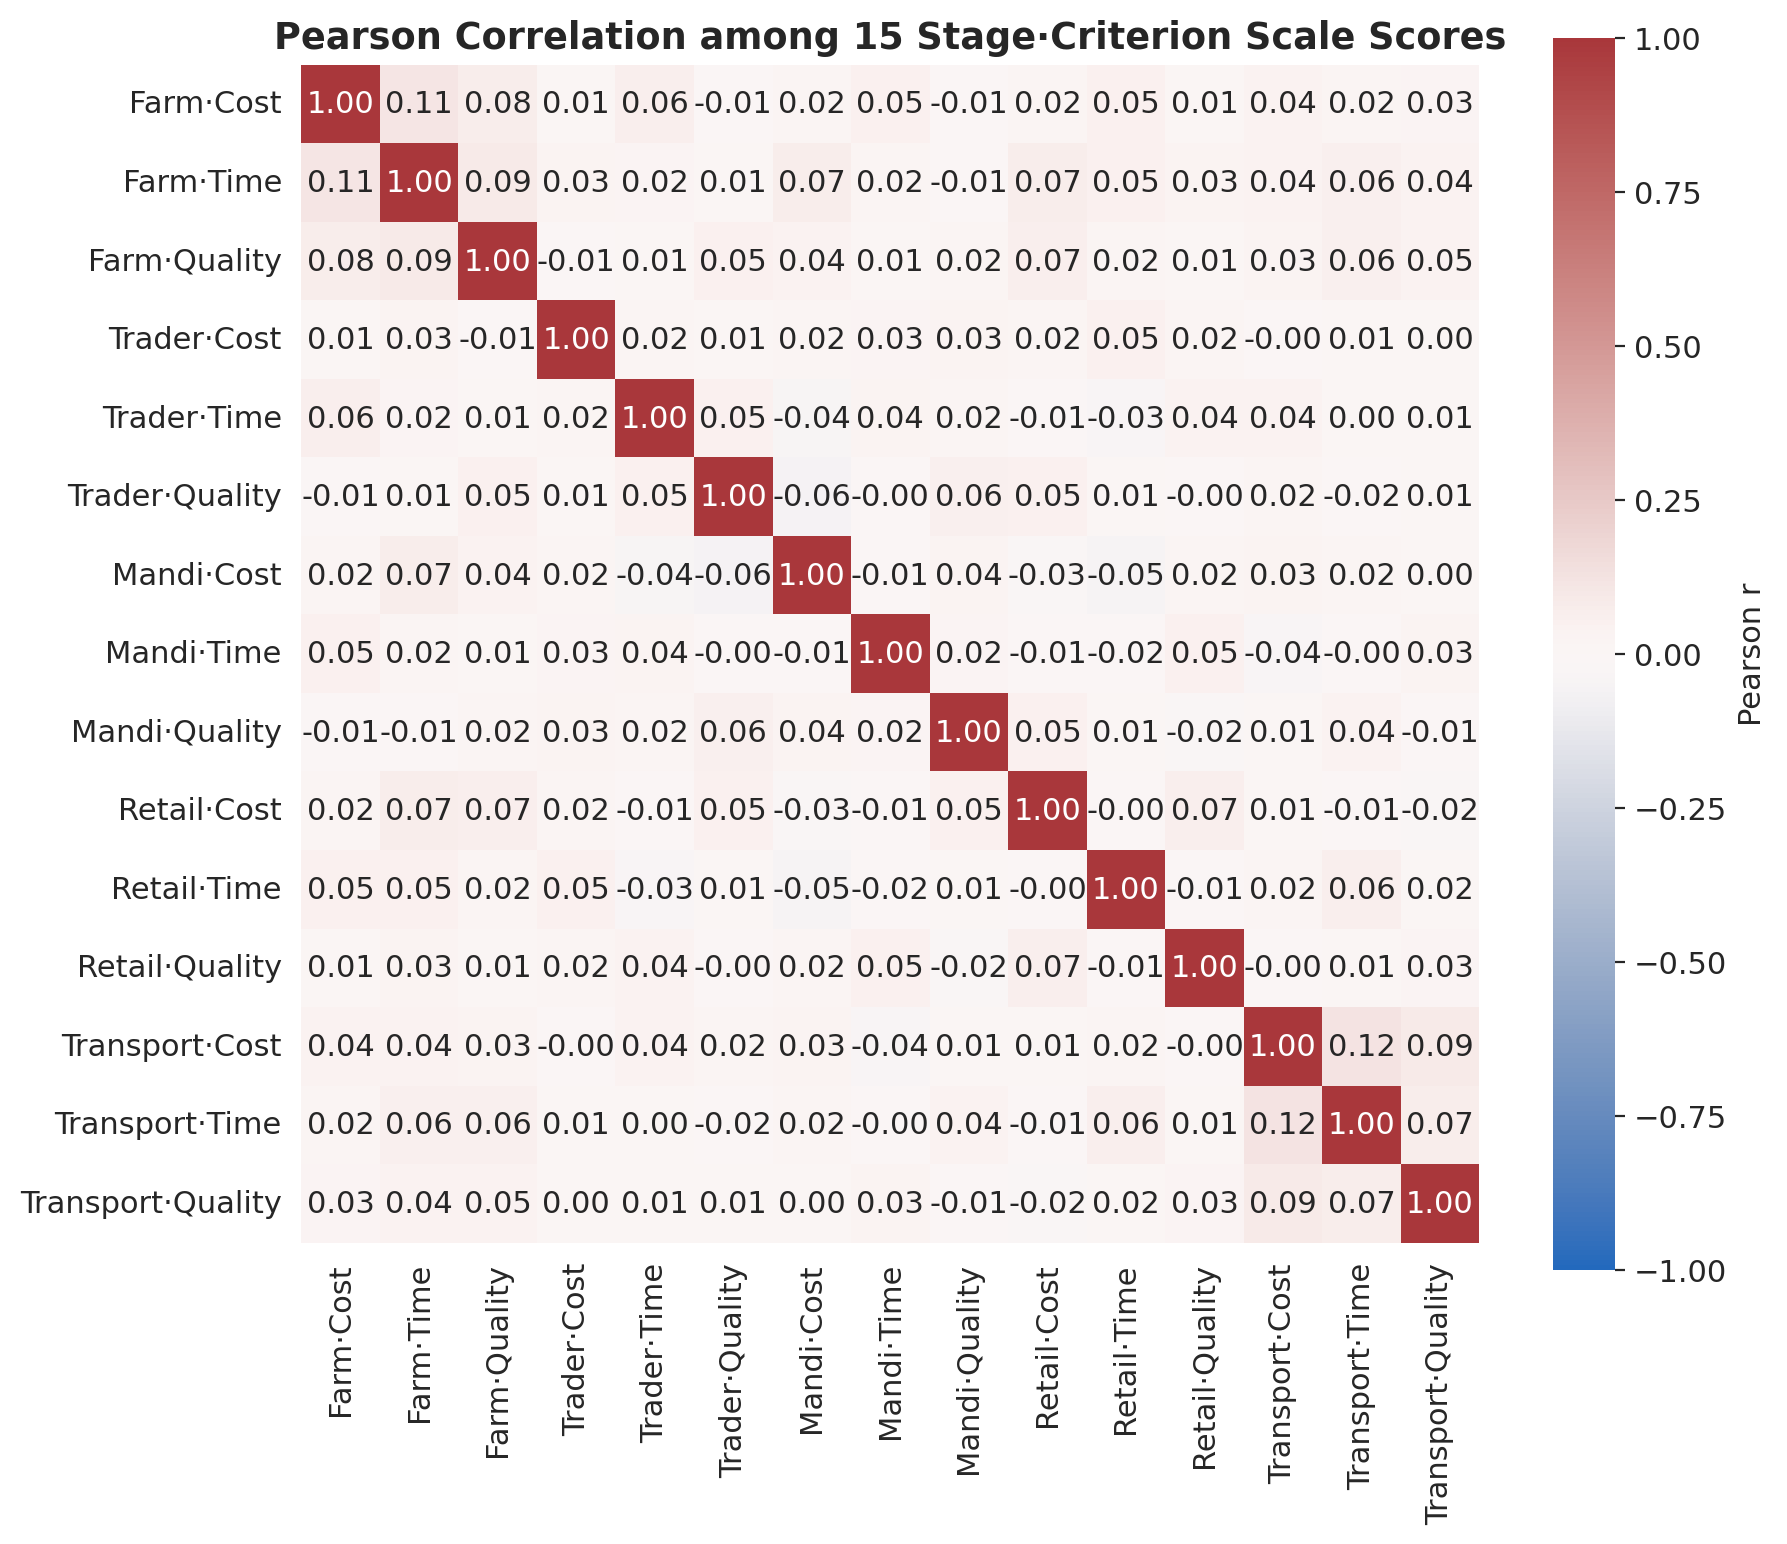 Pearson Correlation among 15 Stage·Criterion Scale Scores
Farm·Cost 1.00 0.11 0.08 0.01 0.06 -0.01 0.02 0.05 -0.01 0.02 0.05 0.01 0.04 0.02 0.03
Farm·Time 0.11 1.00 0.09 0.03 0.02 0.01 0.07 0.02 -0.01 0.07 0.05 0.03 0.04 0.06 0.04
Farm·Quality 0.08 0.09 1.00 -0.01 0.01 0.05 0.04 0.01 0.02 0.07 0.02 0.01 0.03 0.06 0.05
Trader·Cost 0.01 0.03 -0.01 1.00 0.02 0.01 0.02 0.03 0.03 0.02 0.05 0.02 -0.00 0.01 0.00
Trader·Time 0.06 0.02 0.01 0.02 1.00 0.05 -0.04 0.04 0.02 -0.01 -0.03 0.04 0.04 0.00 0.01
Trader·Quality -0.01 0.01 0.05 0.01 0.05 1.00 -0.06 -0.00 0.06 0.05 0.01 -0.00 0.02 -0.02 0.01
Mandi·Cost 0.02 0.07 0.04 0.02 -0.04 -0.06 1.00 -0.01 0.04 -0.03 -0.05 0.02 0.03 0.02 0.00
Mandi·Time 0.05 0.02 0.01 0.03 0.04 -0.00 -0.01 1.00 0.02 -0.01 -0.02 0.05 -0.04 -0.00 0.03
Mandi·Quality -0.01 -0.01 0.02 0.03 0.02 0.06 0.04 0.02 1.00 0.05 0.01 -0.02 0.01 0.04 -0.01
Retail·Cost 0.02 0.07 0.07 0.02 -0.01 0.05 -0.03 -0.01 0.05 1.00 -0.00 0.07 0.01 -0.01 -0.02
Retail·Time 0.05 0.05 0.02 0.05 -0.03 0.01 -0.05 -0.02 0.01 -0.00 1.00 -0.01 0.02 0.06 0.02
Retail·Quality 0.01 0.03 0.01 0.02 0.04 -0.00 0.02 0.05 -0.02 0.07 -0.01 1.00 -0.00 0.01 0.03
Transport·Cost 0.04 0.04 0.03 -0.00 0.04 0.02 0.03 -0.04 0.01 0.01 0.02 -0.00 1.00 0.12 0.09
Transport·Time 0.02 0.06 0.06 0.01 0.00 -0.02 0.02 -0.00 0.04 -0.01 0.06 0.01 0.12 1.00 0.07
Transport·Quality 0.03 0.04 0.05 0.00 0.01 0.01 0.00 0.03 -0.01 -0.02 0.02 0.03 0.09 0.07 1.00
Farm·Cost
Farm·Time
Farm·Quality
Trader·Cost
Trader·Time
Trader·Quality
Mandi·Cost
Mandi·Time
Mandi·Quality
Retail·Cost
Retail·Time
Retail·Quality
Transport·Cost
Transport·Time
Transport·Quality
1.00
0.75
0.50
0.25
0.00
−0.25
−0.50
−0.75
−1.00
Pearson r